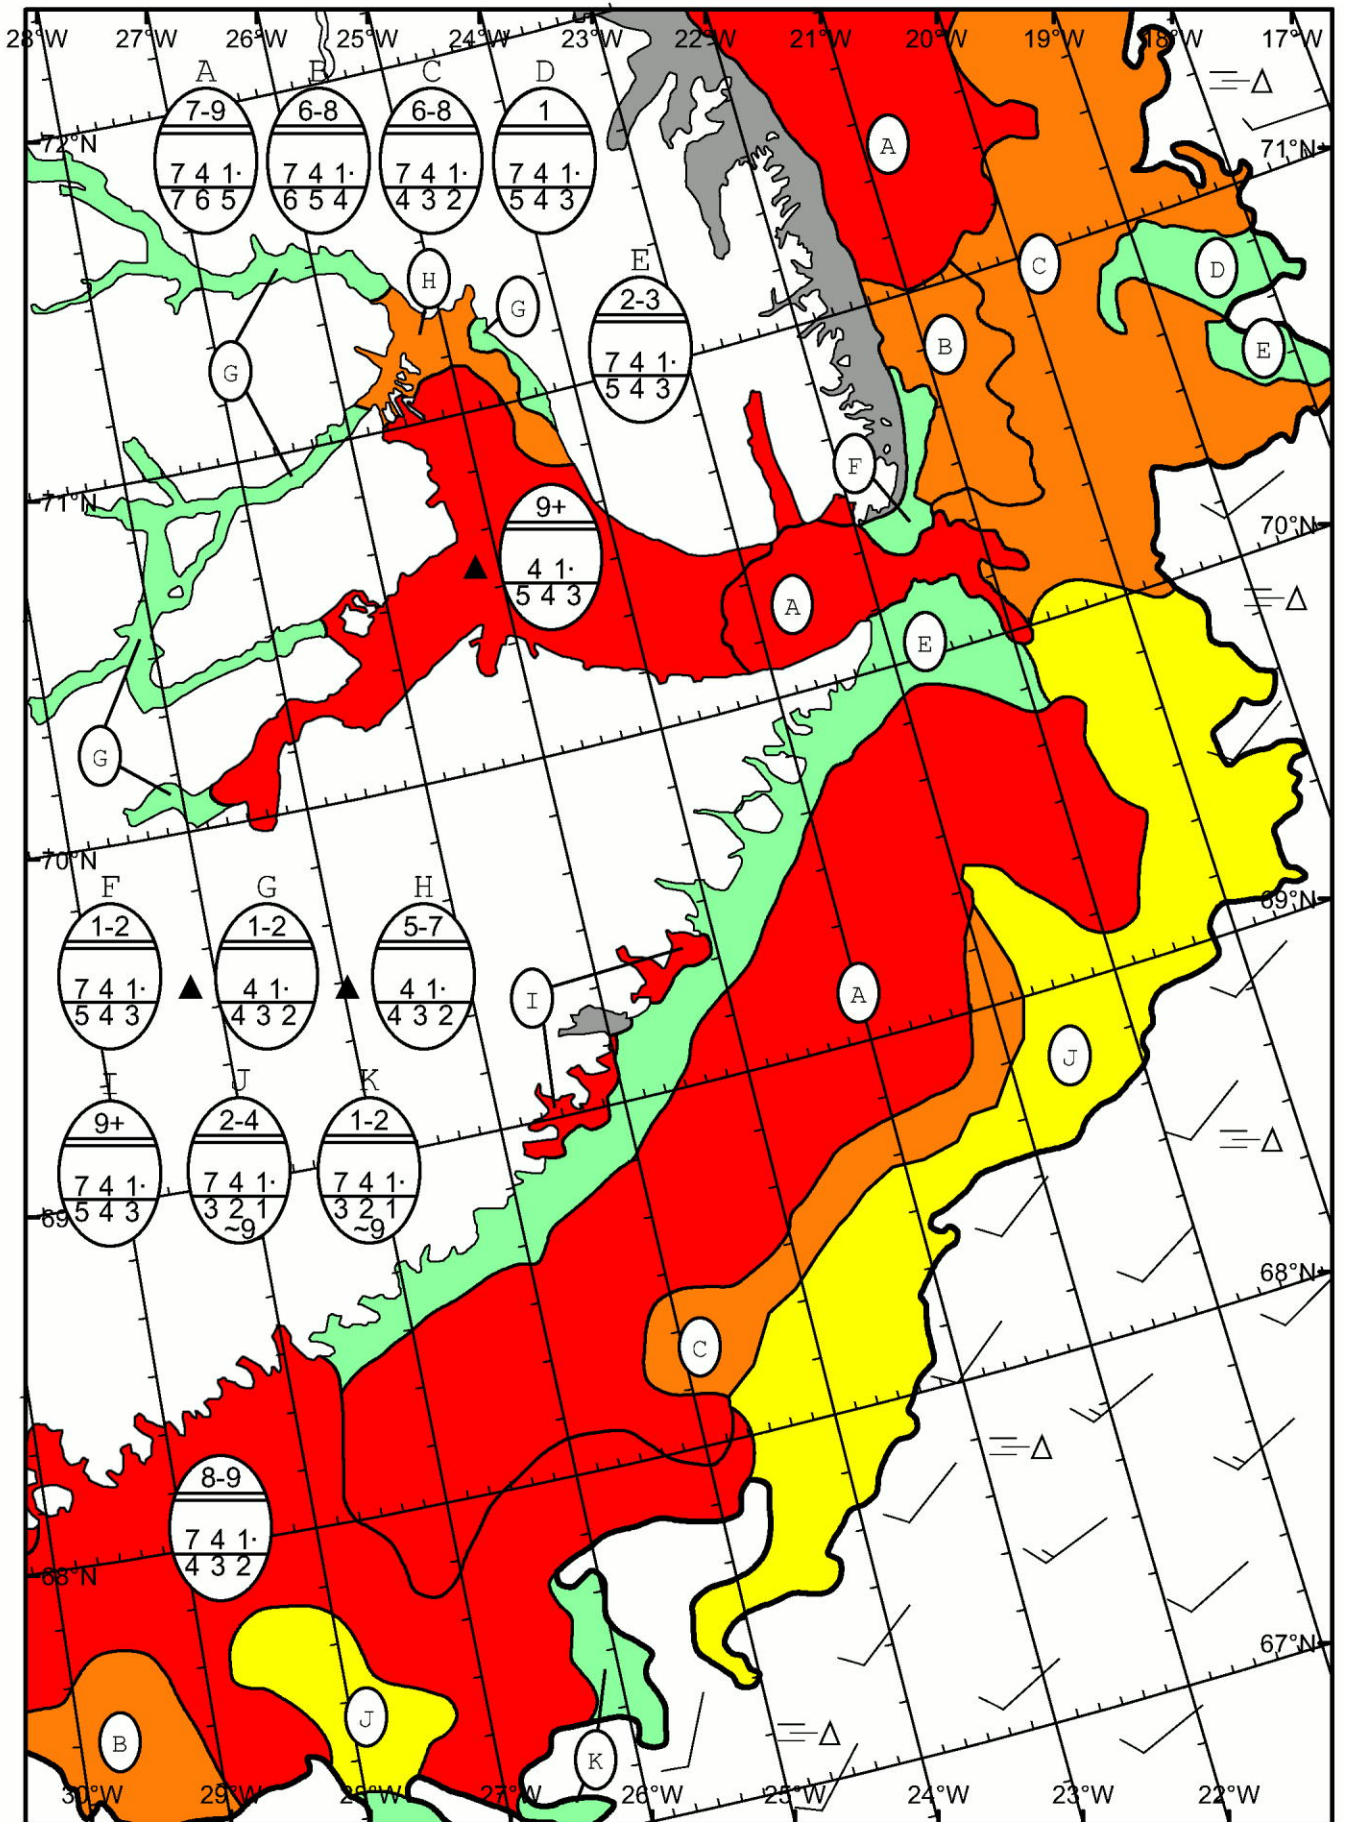 28°W 27°W 26°W 25°W 24°W 23°W 22°W 21°W 20°W 19°W 18°W 17°W
A B C D
7-9 6-8 6-8 1
7 4 1· 7 4 1· 7 4 1· 7 4 1·
7 6 5 6 5 4 4 3 2 5 4 3
72°N
71°N
A
E
2-3
7 4 1·
5 4 3
H
G
C
D
B
E
G
F
71°N
70°N
9+
4 1·
5 4 3
A
E
G
70°N
69°N
F G H
1-2 1-2 5-7
7 4 1· 4 1· 4 1·
5 4 3 4 3 2 4 3 2
I
A
J
I J K
9+ 2-4 1-2
7 4 1· 7 4 1· 7 4 1·
5 4 3 3 2 1 3 2 1
~9 ~9
69
68°N
C
8-9
7 4 1·
4 3 2
68°N
67°N
B
J
K
30°W 29°W 28°W 27°W 26°W 25°W 24°W 23°W 22°W